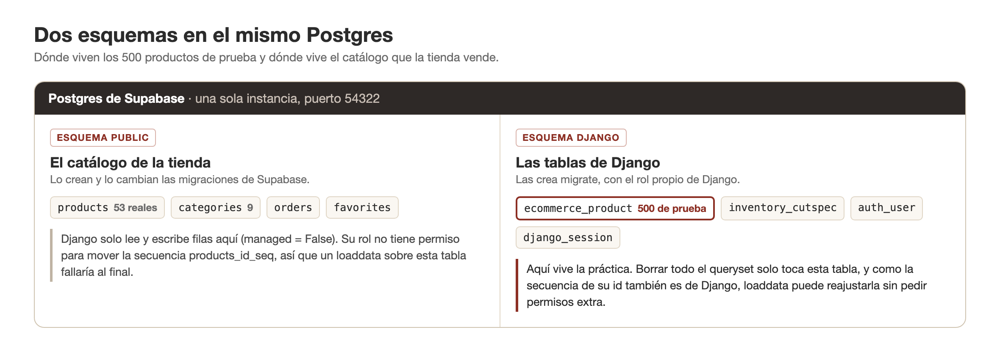 Dos esquemas en el mismo Postgres
Dónde viven los 500 productos de prueba y dónde vive el catálogo que la tienda vende.
Postgres de Supabase · una sola instancia, puerto 54322
ESQUEMA PUBLIC
El catálogo de la tienda
Lo crean y lo cambian las migraciones de Supabase.
products 53 reales
categories 9
orders
favorites
Django solo lee y escribe filas aquí (managed = False). Su rol no tiene permiso
para mover la secuencia products_id_seq, así que un loaddata sobre esta tabla
fallaría al final.
ESQUEMA DJANGO
Las tablas de Django
Las crea migrate, con el rol propio de Django.
ecommerce_product 500 de prueba
inventory_cutspec
auth_user
django_session
Aquí vive la práctica. Borrar todo el queryset solo toca esta tabla, y como la
secuencia de su id también es de Django, loaddata puede reajustarla sin pedir
permisos extra.